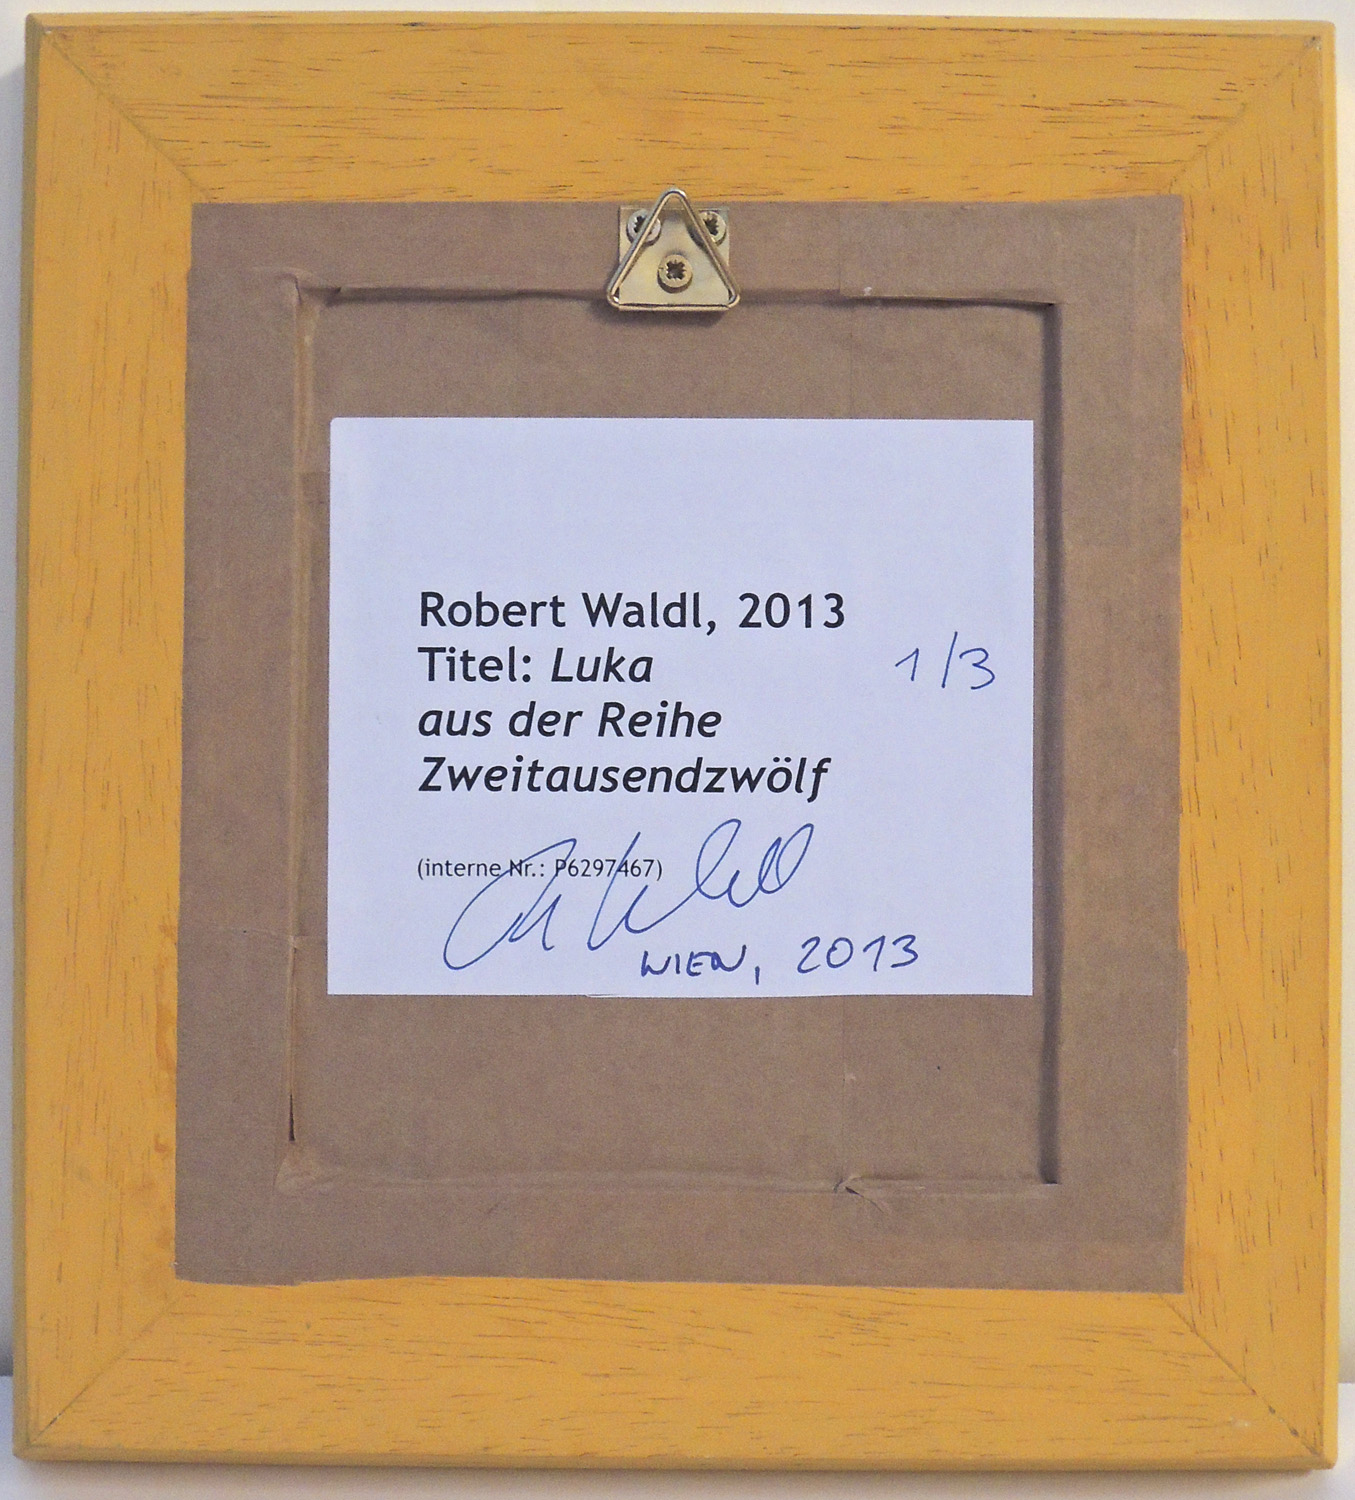 Robert Waldl, 2013
Titel: Luka
1/3
aus der Reihe
Zweitausendzwölf
(interne Nr.: P6297467)
WIEN, 2013